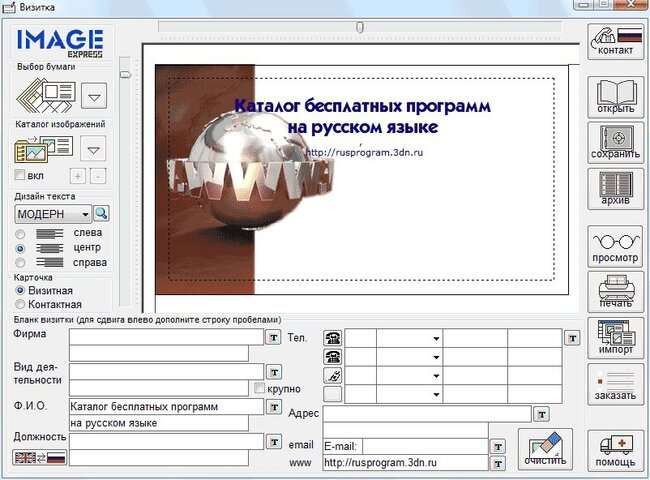 Визитка
IMAGE
EXPRESS
Выбор бумаги
Каталог изображений
вкл
+
-
Дизайн текста
МОДЕРН
слева
центр
справа
Карточка
Визитная
Контактная
Каталог бесплатных программ
на русском языке
http://rusprogram.3dn.ru
WWW
контакт
открыть
сохранить
архив
просмотр
печать
импорт
заказать
помощь
Бланк визитки (для сдвига влево дополните строку пробелами)
Фирма
T
Вид дея-
тельности
T
крупно
Ф.И.О.
Каталог бесплатных программ
T
на русском языке
Должность
T
T
Тел.
T
Адрес
T
email
E-mail:
T
www
http://rusprogram.3dn.ru
T
очистить